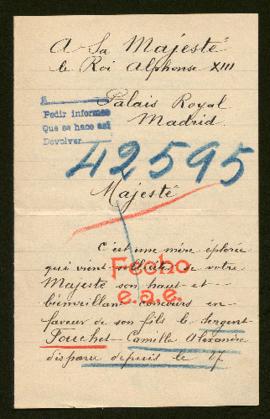 A Sa Majesté
le Roi Alphonse XIII
Palais Royal
Madrid
Pedir informes
Que se hace así
Devolver
42595
Majesté
C'est une mère éplorée
qui vient solliciter de votre
Majesté son haut et
bienveillant concours en
faveur de son fils le sergent
Fouchet Camille Alexandre
disparu depuis le 17
Fecho
e.a.e.